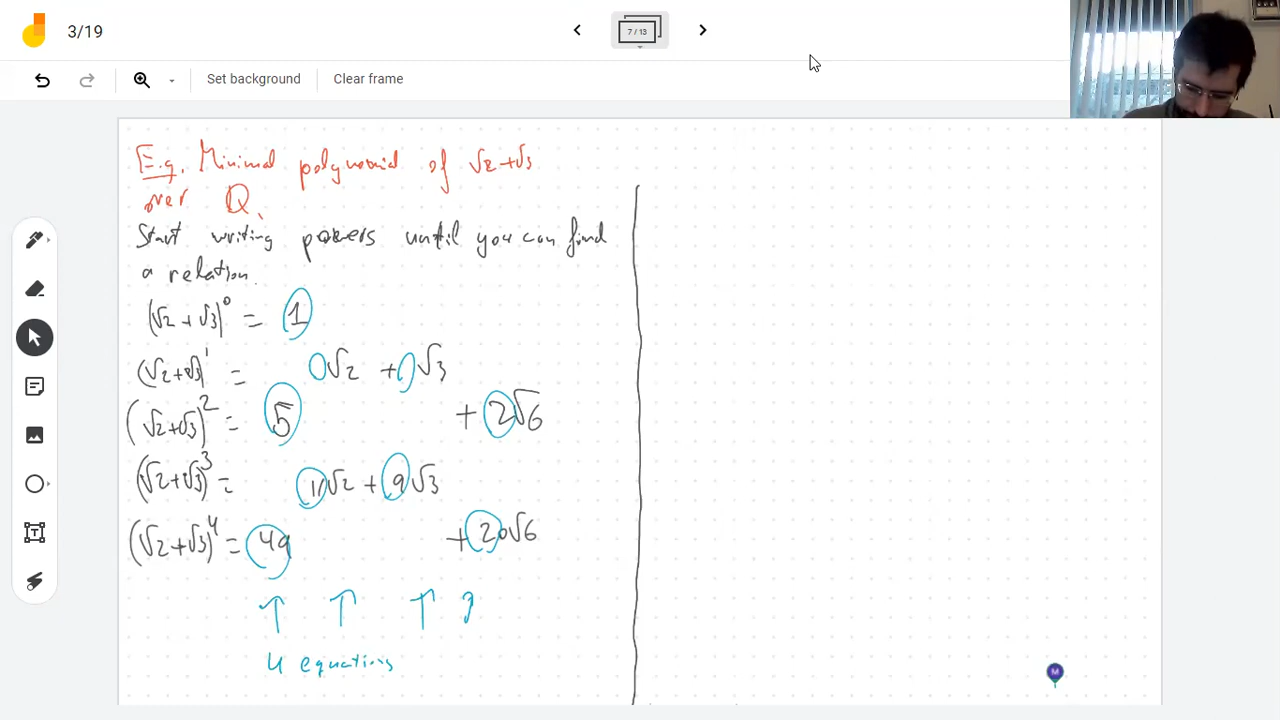 3/19
7 / 13
Set background
Clear frame
E.g. Minimal polynomial of √2+√3
over Q.
Start writing powers until you can find
a relation.
(√2+√3)^0 = 1
(√2+√3)^1 = √2 + √3
(√2+√3)^2 = 5 + 2√6
(√2+√3)^3 = 11√2 + 9√3
(√2+√3)^4 = 49 + 20√6
↑ ↑ ↑ ↑
4 equations
M